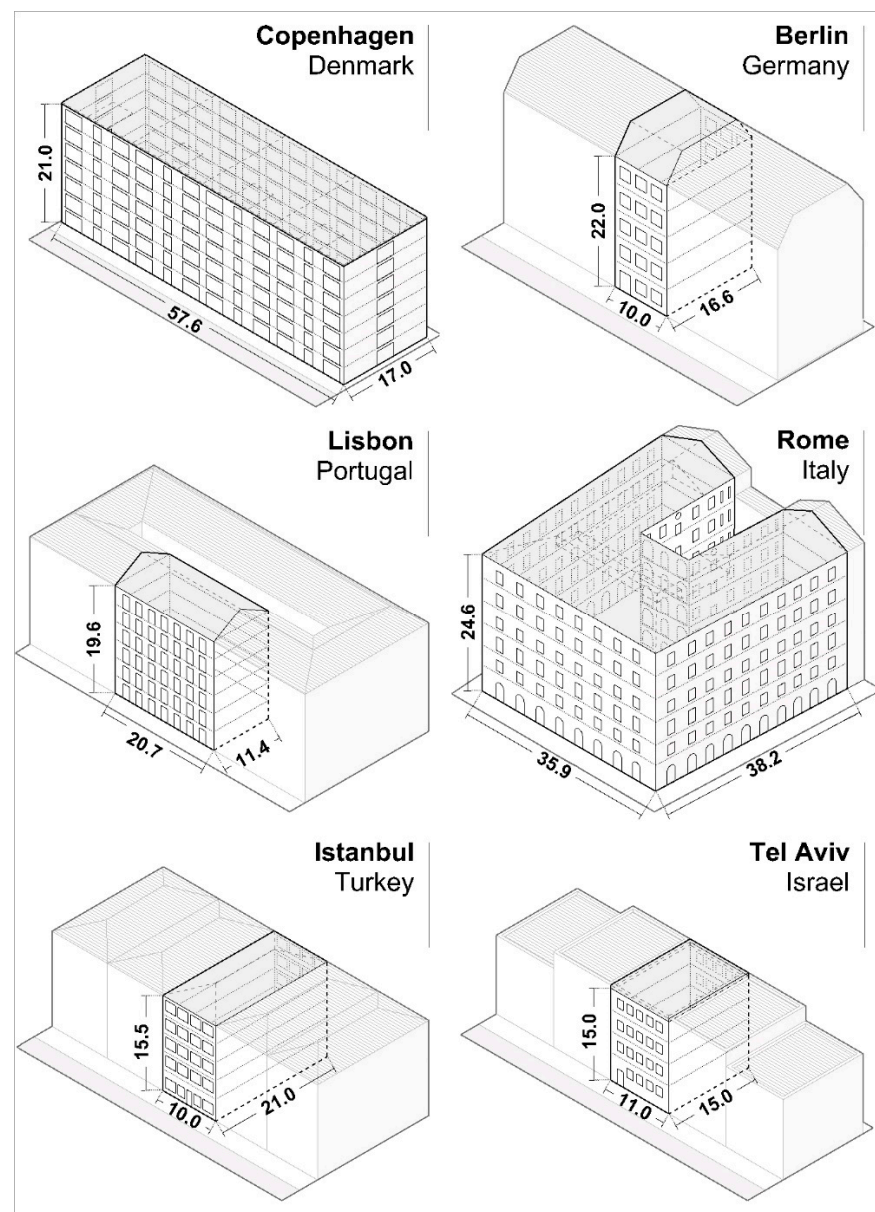 Copenhagen
Denmark
21.0
57.6
17.0
Berlin
Germany
22.0
10.0
16.6
Lisbon
Portugal
19.6
20.7
11.4
Rome
Italy
24.6
35.9
38.2
Istanbul
Turkey
15.5
10.0
21.0
Tel Aviv
Israel
15.0
11.0
15.0